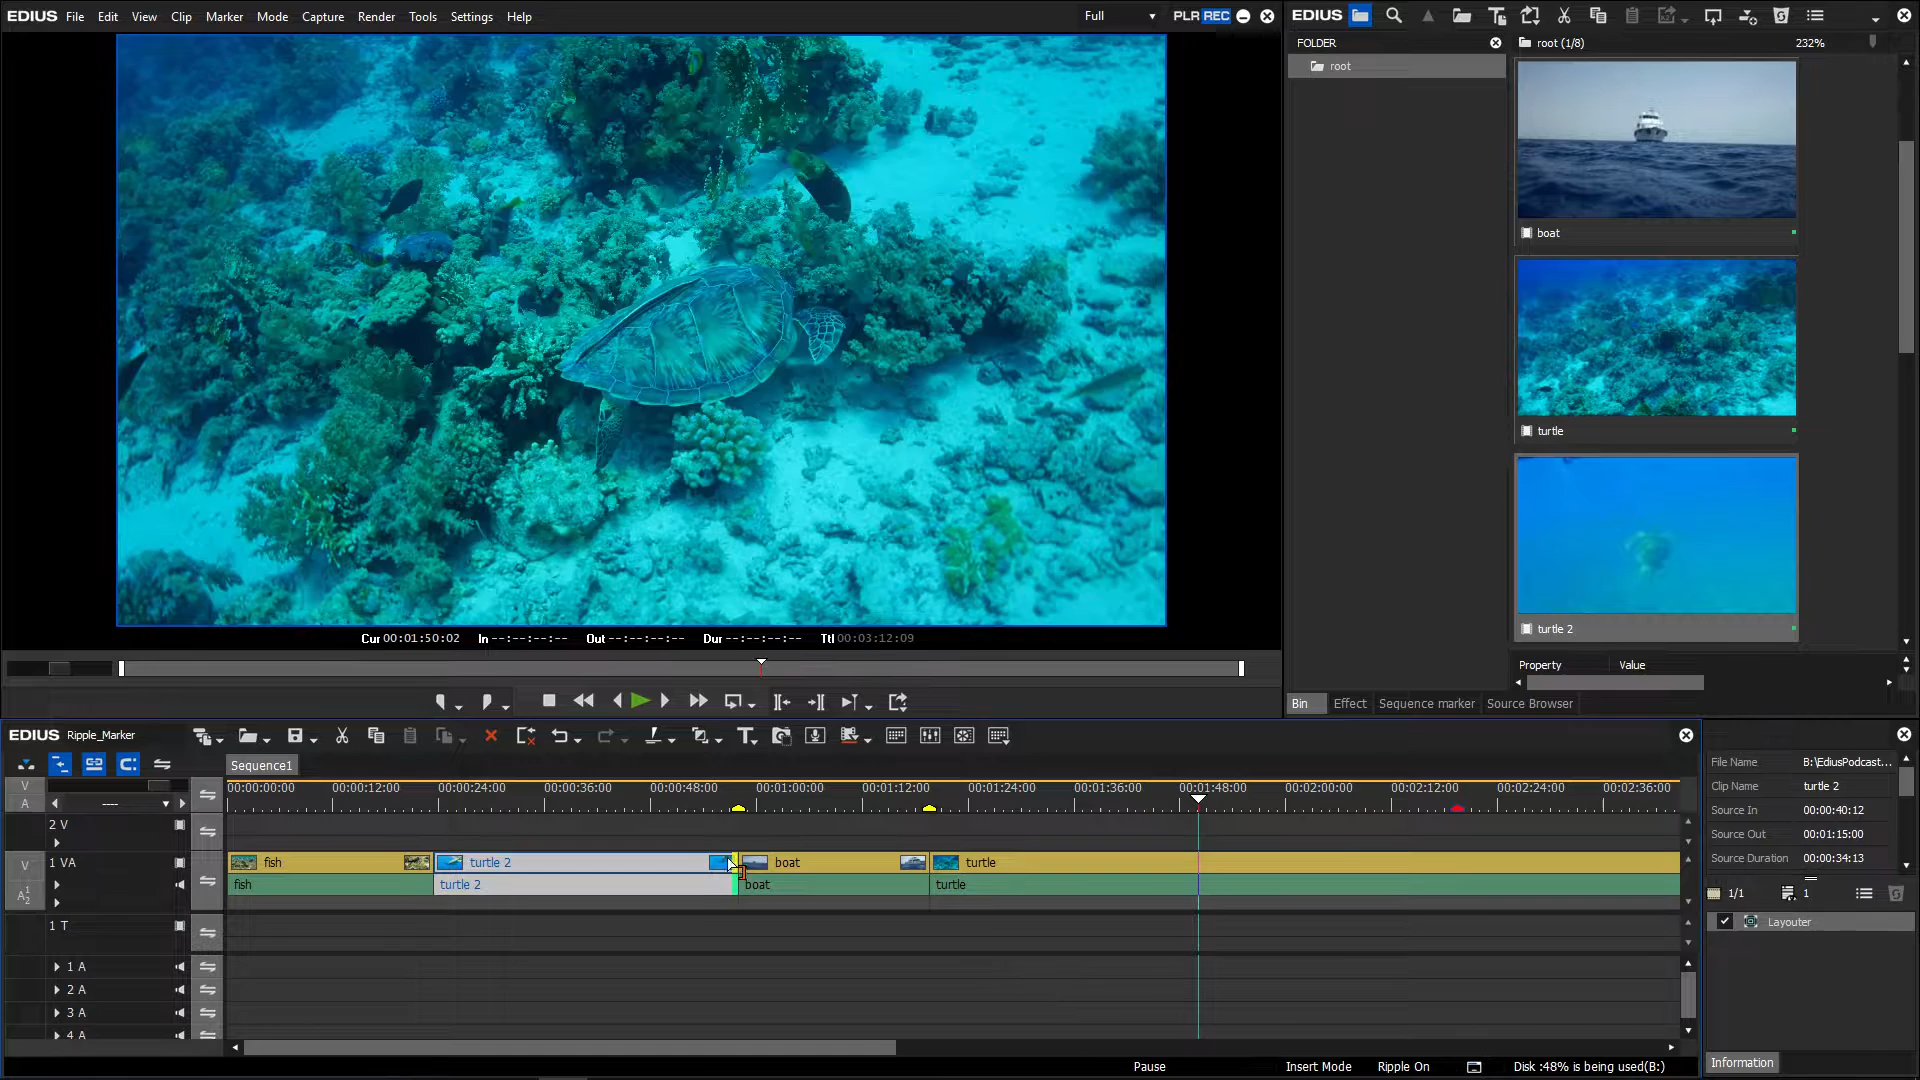 EDIUS File Edit View Clip Marker Mode Capture Render Tools Settings Help Full PLR REC
EDIUS
FOLDER
root
root (1/8) 232%
boat
turtle
turtle 2
Property Value
Bin Effect Sequence marker Source Browser
Cur 00:01:50:02 In --:--:--:-- Out --:--:--:-- Dur --:--:--:-- Ttl 00:03:12:09
EDIUS Ripple_Marker
Sequence1
V
A
----
00:00:00:00 00:00:12:00 00:00:24:00 00:00:36:00 00:00:48:00 00:01:00:00 00:01:12:00 00:01:24:00 00:01:36:00 00:01:48:00 00:02:00:00 00:02:12:00 00:02:24:00 00:02:36:00
2 V
V
1 VA
fish turtle 2 boat turtle
fish turtle 2 boat turtle
A 1 2
1 T
1 A
2 A
3 A
4 A
File Name B:\EdiusPodcast...
Clip Name turtle 2
Source In 00:00:40:12
Source Out 00:01:15:00
Source Duration 00:00:34:13
1/1 1
Layouter
Information
Pause Insert Mode Ripple On Disk :48% is being used(B:)